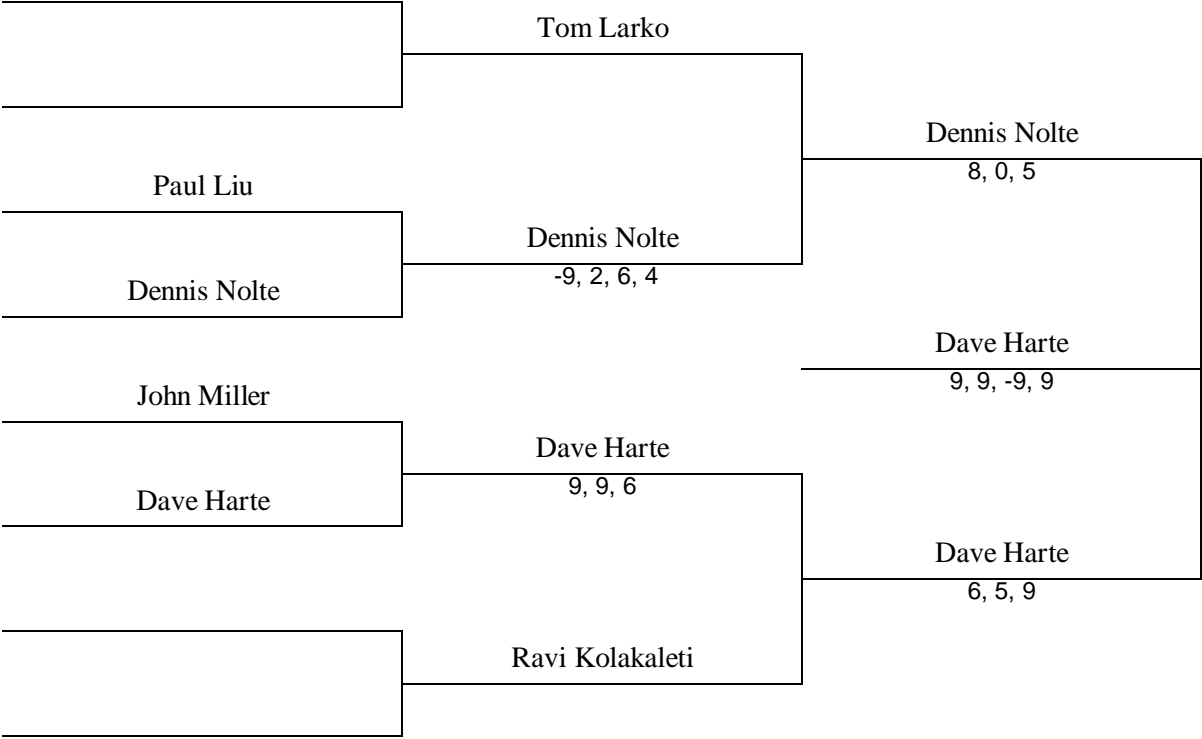 Tom Larko
Dennis Nolte
8, 0, 5
Paul Liu
Dennis Nolte
-9, 2, 6, 4
Dennis Nolte
Dave Harte
9, 9, -9, 9
John Miller
Dave Harte
9, 9, 6
Dave Harte
Dave Harte
6, 5, 9
Ravi Kolakaleti